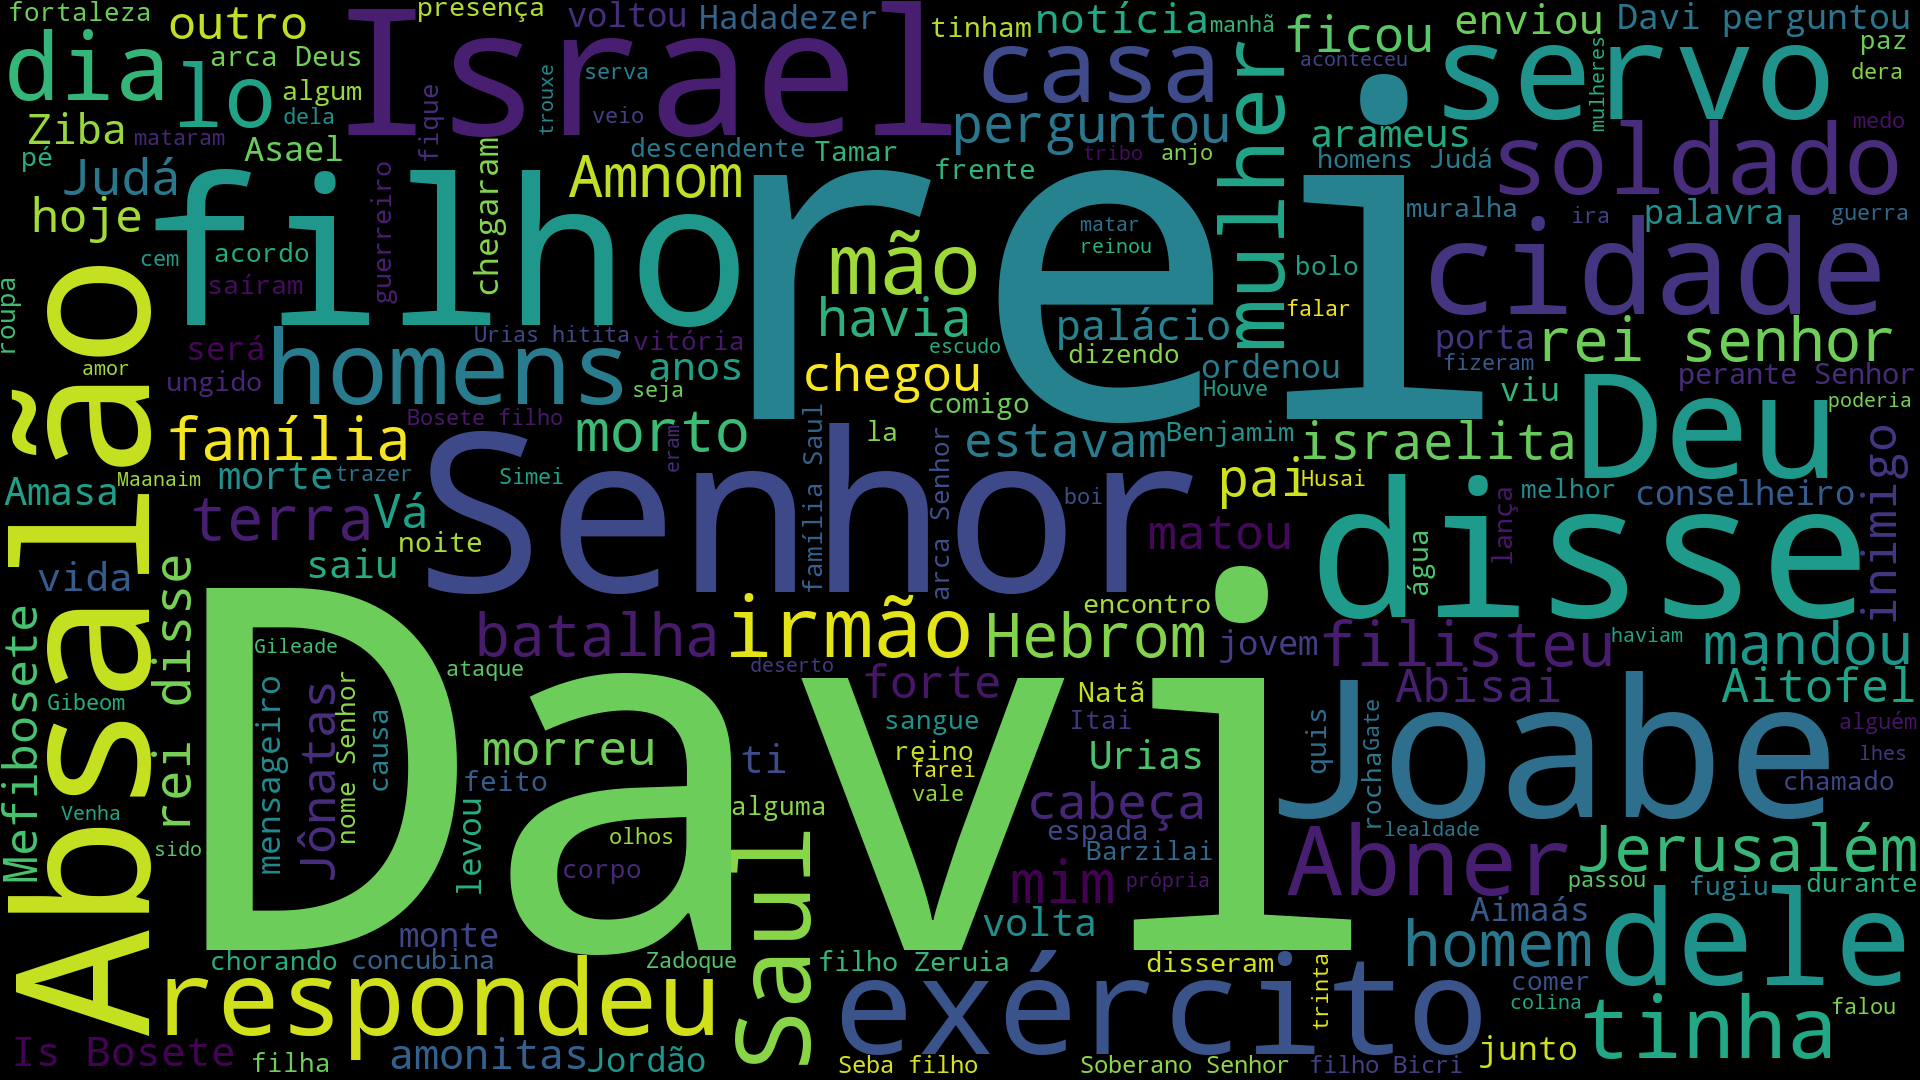 fortaleza
presença
outro
voltou
Hadadezer
tinham
notícia
manhã
ficou
enviou
Davi perguntou
paz
dera
dia
lo
arca Deus
algum
dela
Israel
trouxe
serva
veio
casa
perguntou
mulher
aconteceu
mulheres
servo
arameus
homens Judá
soldado
medo
Ziba
mataram
Asael
fique
pé
Judá
descendente
Tamar
frente
tribo
anjo
Amnom
hoje
filho
guerreiro
chegaram
rei
mão
matar
reinou
muralha
ira
palavra
guerra
cem
acordo
saíram
roupa
havia
palácio
bolo
falar
cidade
será
amor
ungido
homens
Urias hitita
vitória
anos
seja
escudo
dizendo
chegou
comigo
ordenou
Houve
porta
fizeram
rei senhor
viu
perante Senhor
poderia
Absalão
família
Bosete filho
morto
eram
família Saul
la
arca Senhor
estavam
Benjamim
israelita
Deu
inimigo
Amasa
Maanaim
morte
trazer
Simei
Senhor
boi
pai
Husai
melhor
conselheiro
terra
Vá
noite
matou
disse
água
lança
vida
saiu
rei disse
Mefibosete
batalha
irmão
Hebrom
encontro
jovem
filisteu
haviam
mandou
Gileade
Gibeom
ataque
deserto
forte
Natã
Itai
Abisai
Aitofel
alguém
lhes
chamado
Davi
mensageiro
Jônatas
nome Senhor
causa
morreu
feito
levou
ti
alguma
sangue
reino
farei
vale
Urias
cabeça
quis
rocha
Gate
Joabe
Venha
sido
olhos
corpo
Saul
espada
Barzilai
mim
própria
lealdade
Abner
Jerusalém
passou
fugiu
durante
volta
Aimaás
homem
dele
monte
chorando
concubina
Zadoque
filho Zeruia
disseram
trinta
comer
colina
falou
respondeu
exército
tinha
Is Bosete
filha
amonitas
Jordão
Seba filho
Soberano Senhor
filho Bicri
junto